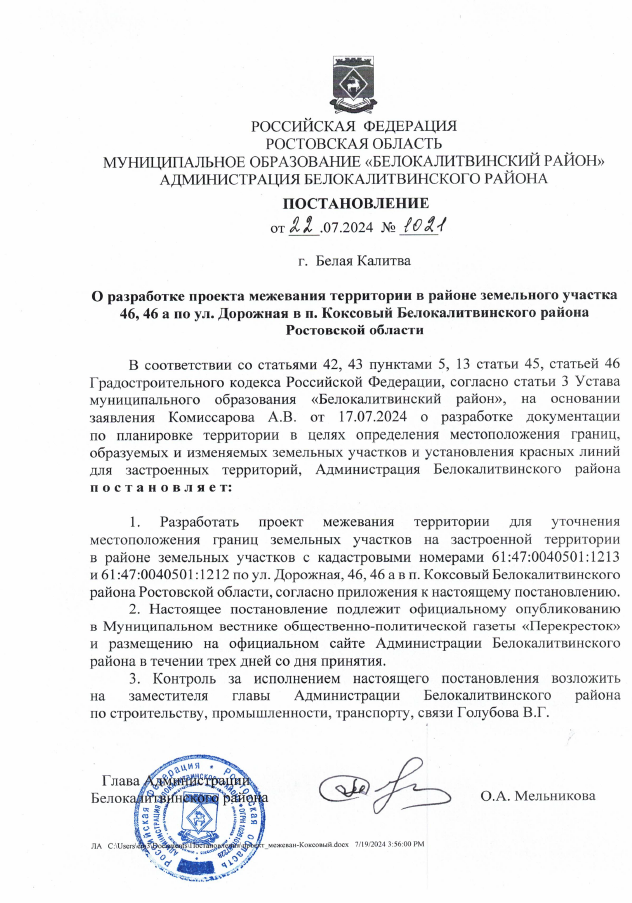 РОССИЙСКАЯ ФЕДЕРАЦИЯ
РОСТОВСКАЯ ОБЛАСТЬ
МУНИЦИПАЛЬНОЕ ОБРАЗОВАНИЕ «БЕЛОКАЛИТВИНСКИЙ РАЙОН»
АДМИНИСТРАЦИЯ БЕЛОКАЛИТВИНСКОГО РАЙОНА
ПОСТАНОВЛЕНИЕ
от 22.07.2024 № 1021
г. Белая Калитва
О разработке проекта межевания территории в районе земельного участка
46, 46 а по ул. Дорожная в п. Коксовый Белокалитвинского района
Ростовской области
В соответствии со статьями 42, 43 пунктами 5, 13 статьи 45, статьей 46
Градостроительного кодекса Российской Федерации, согласно статьи 3 Устава
муниципального образования «Белокалитвинский район», на основании
заявления Комиссарова А.В. от 17.07.2024 о разработке документации
по планировке территории в целях определения местоположения границ,
образуемых и изменяемых земельных участков и установления красных линий
для застроенных территорий, Администрация Белокалитвинского района
п о с т а н о в л я е т:
1. Разработать проект межевания территории для уточнения
местоположения границ земельных участков на застроенной территории
в районе земельных участков с кадастровыми номерами 61:47:0040501:1213
и 61:47:0040501:1212 по ул. Дорожная, 46, 46 а в п. Коксовый Белокалитвинского
района Ростовской области, согласно приложения к настоящему постановлению.
2. Настоящее постановление подлежит официальному опубликованию
в Муниципальном вестнике общественно-политической газеты «Перекресток»
и размещению на официальном сайте Администрации Белокалитвинского
района в течении трех дней со дня принятия.
3. Контроль за исполнением настоящего постановления возложить
на заместителя главы Администрации Белокалитвинского района
по строительству, промышленности, транспорту, связи Голубова В.Г.
Глава Администрации
Белокалитвинского района О.А. Мельникова
Российская Федерация * Ростовская область
ЛА 7/19/2024 3:56:00 PM